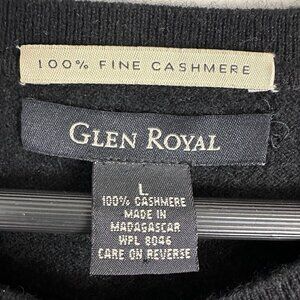 100% FINE CASHMERE
GLEN ROYAL
L
100% CASHMERE
MADE IN
MADAGASCAR
WPL 8046
CARE ON REVERSE